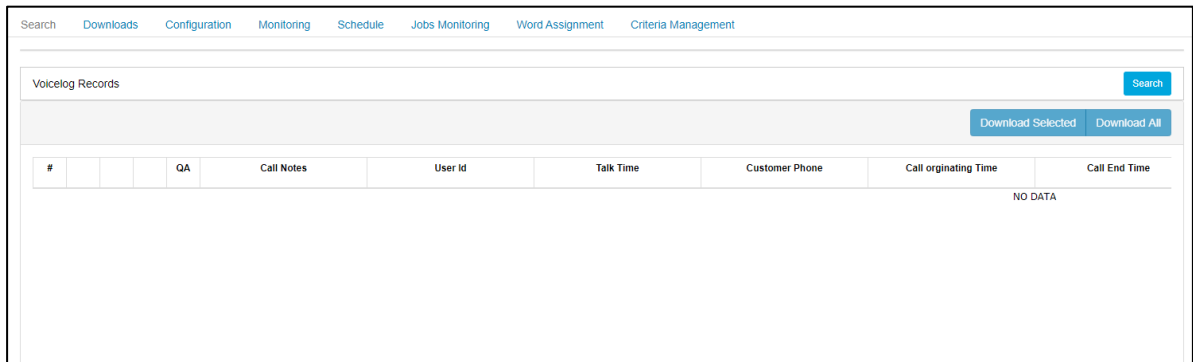 Search Downloads Configuration Monitoring Schedule Jobs Monitoring Word Assignment Criteria Management
Voicelog Records Search
Download Selected Download All
# QA Call Notes User Id Talk Time Customer Phone Call orginating Time Call End Time
NO DATA